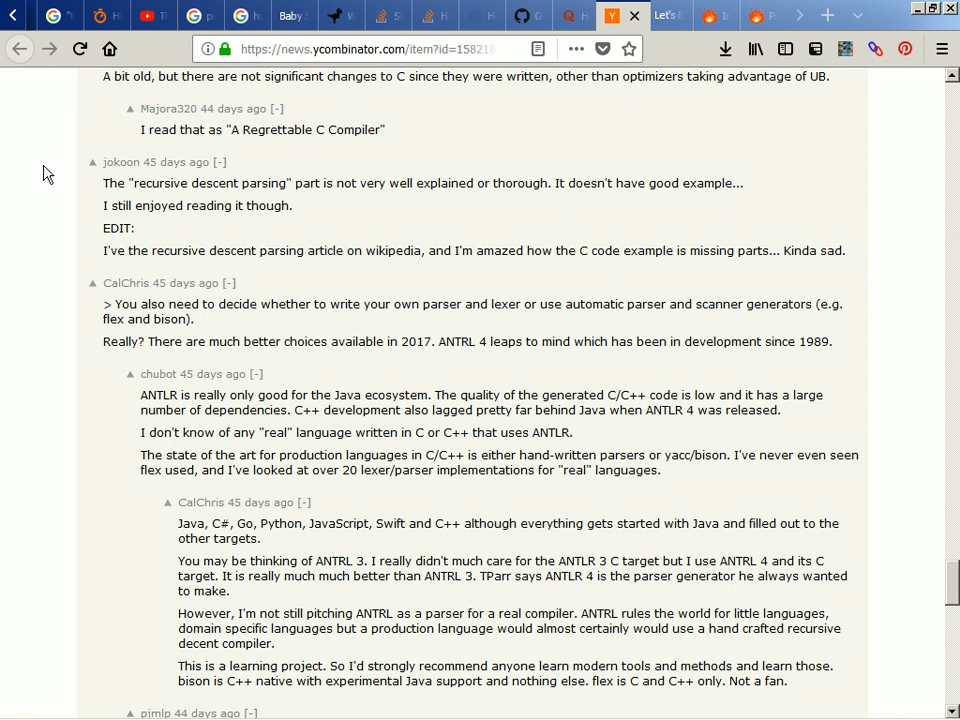 Baby
Let's
https://news.ycombinator.com/item?id=15821
A bit old, but there are not significant changes to C since they were written, other than optimizers taking advantage of UB.
Majora320 44 days ago [-]
I read that as "A Regrettable C Compiler"
jokoon 45 days ago [-]
The "recursive descent parsing" part is not very well explained or thorough. It doesn't have good example...
I still enjoyed reading it though.
EDIT:
I've the recursive descent parsing article on wikipedia, and I'm amazed how the C code example is missing parts... Kinda sad.
CalChris 45 days ago [-]
> You also need to decide whether to write your own parser and lexer or use automatic parser and scanner generators (e.g.
flex and bison).
Really? There are much better choices available in 2017. ANTRL 4 leaps to mind which has been in development since 1989.
chubot 45 days ago [-]
ANTLR is really only good for the Java ecosystem. The quality of the generated C/C++ code is low and it has a large
number of dependencies. C++ development also lagged pretty far behind Java when ANTLR 4 was released.
I don't know of any "real" language written in C or C++ that uses ANTLR.
The state of the art for production languages in C/C++ is either hand-written parsers or yacc/bison. I've never even seen
flex used, and I've looked at over 20 lexer/parser implementations for "real" languages.
CalChris 45 days ago [-]
Java, C#, Go, Python, JavaScript, Swift and C++ although everything gets started with Java and filled out to the
other targets.
You may be thinking of ANTRL 3. I really didn't much care for the ANTLR 3 C target but I use ANTRL 4 and its C
target. It is really much much better than ANTRL 3. TParr says ANTLR 4 is the parser generator he always wanted
to make.
However, I'm not still pitching ANTRL as a parser for a real compiler. ANTRL rules the world for little languages,
domain specific languages but a production language would almost certainly would use a hand crafted recursive
decent compiler.
This is a learning project. So I'd strongly recommend anyone learn modern tools and methods and learn those.
bison is C++ native with experimental Java support and nothing else. flex is C and C++ only. Not a fan.
pjmlp 44 days ago [-]